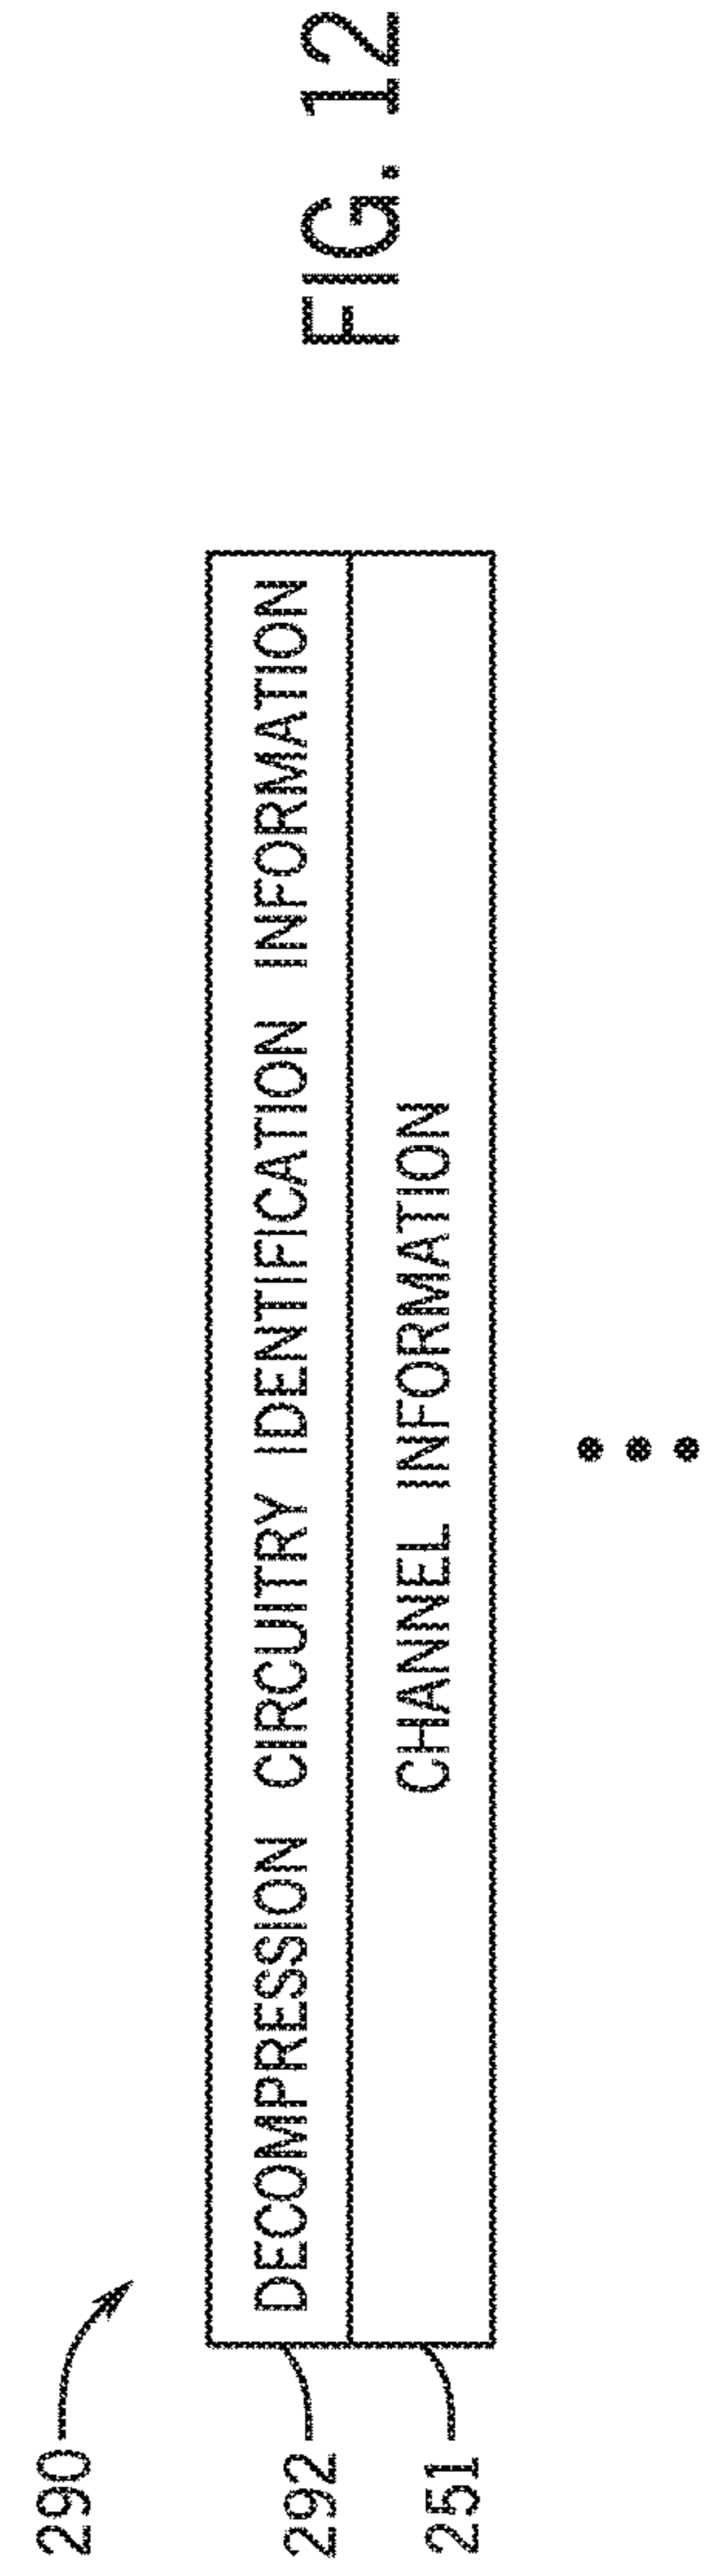 290
292 DECOMPRESSION CIRCUITRY IDENTIFICATION INFORMATION
251 CHANNEL INFORMATION
FIG. 12